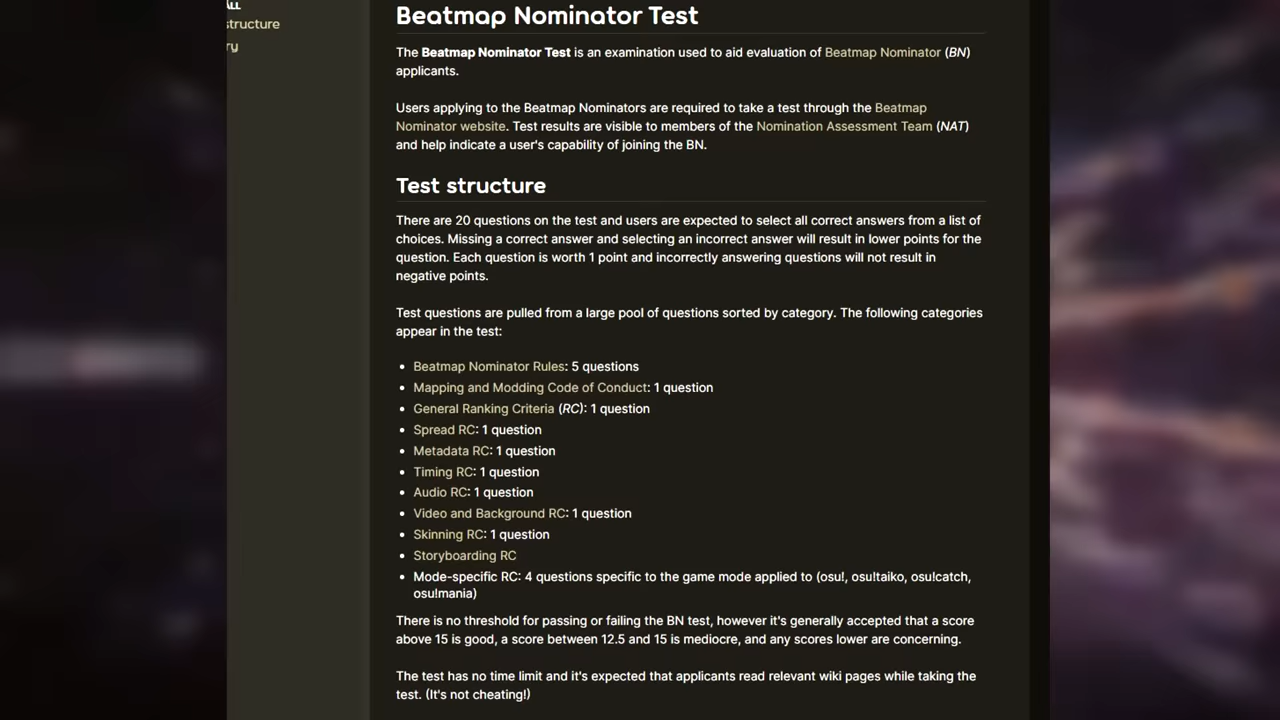 ALL
structure
ry
Beatmap Nominator Test
The Beatmap Nominator Test is an examination used to aid evaluation of Beatmap Nominator (BN)
applicants.
Users applying to the Beatmap Nominators are required to take a test through the Beatmap
Nominator website. Test results are visible to members of the Nomination Assessment Team (NAT)
and help indicate a user's capability of joining the BN.
Test structure
There are 20 questions on the test and users are expected to select all correct answers from a list of
choices. Missing a correct answer and selecting an incorrect answer will result in lower points for the
question. Each question is worth 1 point and incorrectly answering questions will not result in
negative points.
Test questions are pulled from a large pool of questions sorted by category. The following categories
appear in the test:
• Beatmap Nominator Rules: 5 questions
• Mapping and Modding Code of Conduct: 1 question
• General Ranking Criteria (RC): 1 question
• Spread RC: 1 question
• Metadata RC: 1 question
• Timing RC: 1 question
• Audio RC: 1 question
• Video and Background RC: 1 question
• Skinning RC: 1 question
• Storyboarding RC
• Mode-specific RC: 4 questions specific to the game mode applied to (osu!, osu!taiko, osu!catch,
osu!mania)
There is no threshold for passing or failing the BN test, however it's generally accepted that a score
above 15 is good, a score between 12.5 and 15 is mediocre, and any scores lower are concerning.
The test has no time limit and it's expected that applicants read relevant wiki pages while taking the
test. (It's not cheating!)